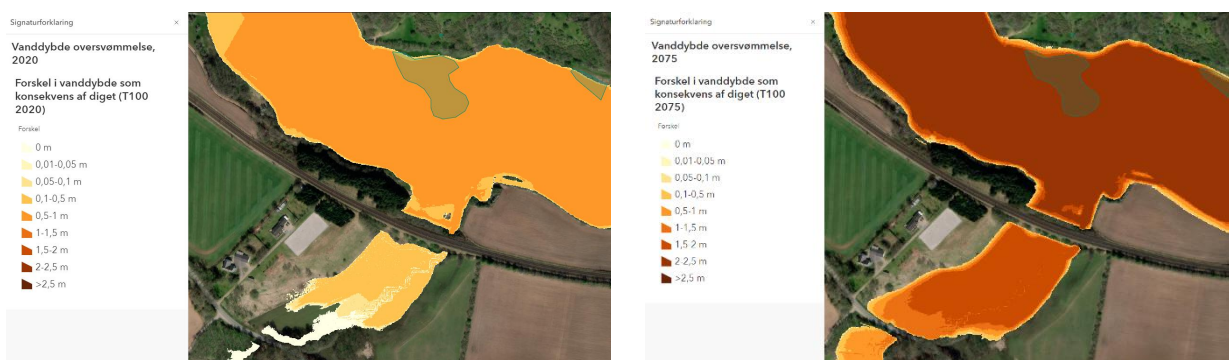 Signaturforklaring ×
Vanddybde oversvømmelse,
2020
Forskel i vanddybde som
konsekvens af diget (T100
2020)
Forskel
0 m
0,01-0,05 m
0,05-0,1 m
0,1-0,5 m
0,5-1 m
1-1,5 m
1,5-2 m
2-2,5 m
>2,5 m
Signaturforklaring ×
Vanddybde oversvømmelse,
2075
Forskel i vanddybde som
konsekvens af diget (T100
2075)
Forskel
0 m
0,01-0,05 m
0,05-0,1 m
0,1-0,5 m
0,5-1 m
1-1,5 m
1,5-2 m
2-2,5 m
>2,5 m